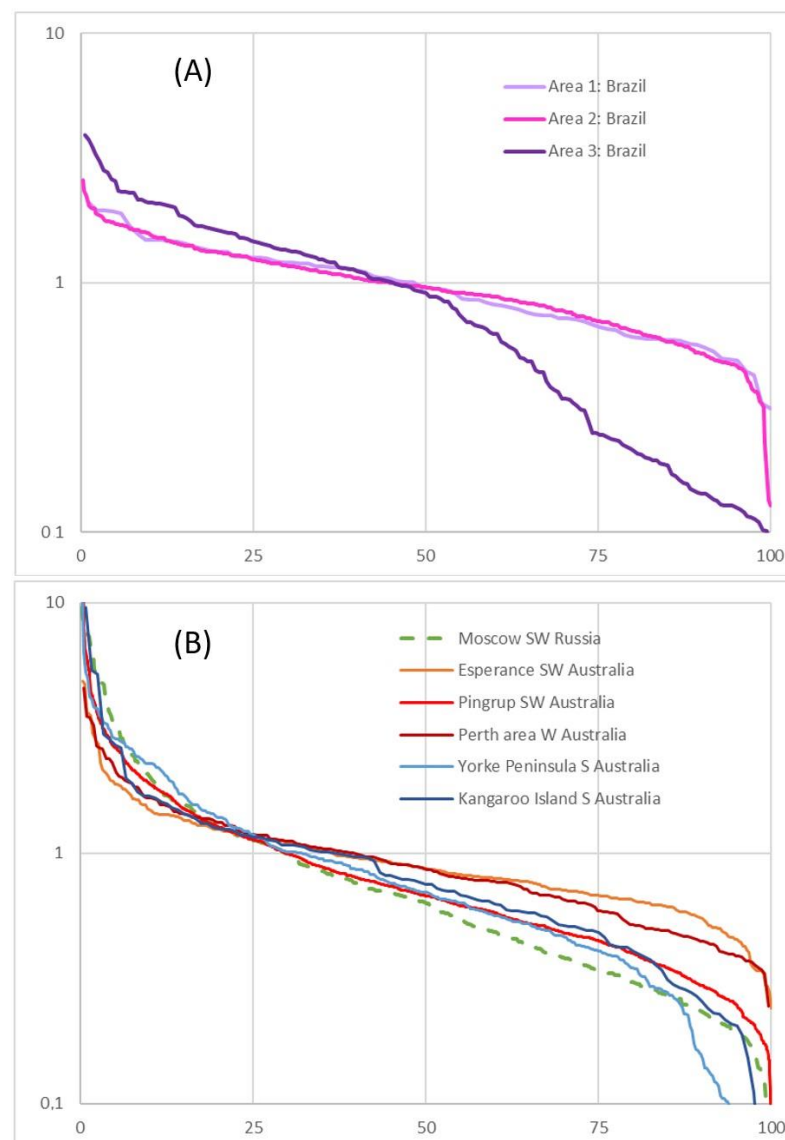 10
(A)
Area 1: Brazil
Area 2: Brazil
Area 3: Brazil
1
0.1
0 25 50 75 100
10
(B)
Moscow SW Russia
Esperance SW Australia
Pingrup SW Australia
Perth area W Australia
Yorke Peninsula S Australia
Kangaroo Island S Australia
1
0.1
0 25 50 75 100